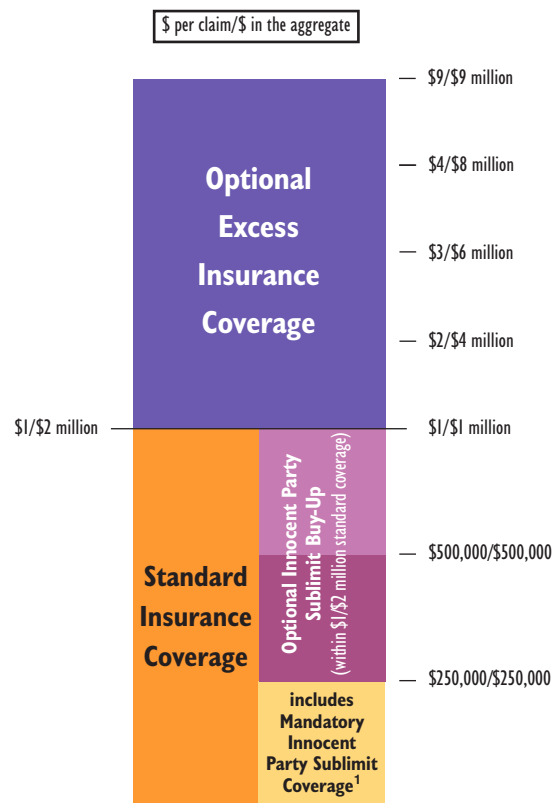 $ per claim/$ in the aggregate
$9/$9 million
$4/$8 million
$3/$6 million
$2/$4 million
Optional
Excess
Insurance
Coverage
$1/$2 million
$1/$1 million
Optional Innocent Party
Sublimit Buy-Up
(within $1/$2 million standard coverage)
$500,000/$500,000
Standard
Insurance
Coverage
$250,000/$250,000
includes
Mandatory
Innocent
Party Sublimit
Coverage¹